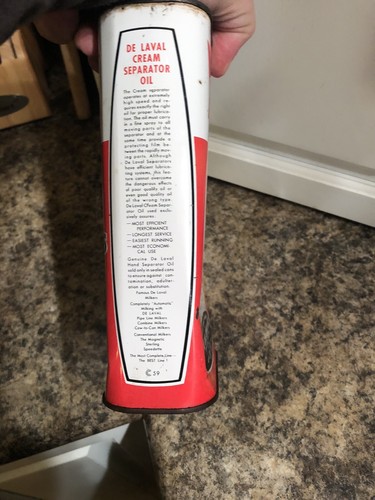 DE LAVAL
CREAM
SEPARATOR
OIL
The Cream separator
operates at extremely
high speed and re-
quires exactly the right
oil for proper lubrica-
tion. The oil must carry
in a fine spray to all
moving parts of the
separator and at the
same time provide a
protecting film be-
tween the rapidly mov-
ing parts. Although
De Laval Separators
have efficient lubrica-
ting systems, this fea-
ture cannot overcome
the dangerous effects
of poor quality oil or
even good quality oil
of the wrong type.
De Laval Cream Separ-
ator Oil used exclu-
sively assures:
—MOST EFFICIENT
PERFORMANCE
—LONGEST SERVICE
—EASIEST RUNNING
—MOST ECONOMI-
CAL USE
Genuine De Laval
Hand Separator Oil
sold only in sealed cans
to ensure against con-
tamination, adulter-
ation or substitution.
Famous De Laval
Milkers
Completely "Automatic"
Milking with
DE LAVAL
Pipe Line Milkers
Combine Milkers
Cow-to-Can Milkers
Conventional Milkers
The Magnetic
Sterling
Speedette
The Most Complete Line
The BEST Line!
© 59